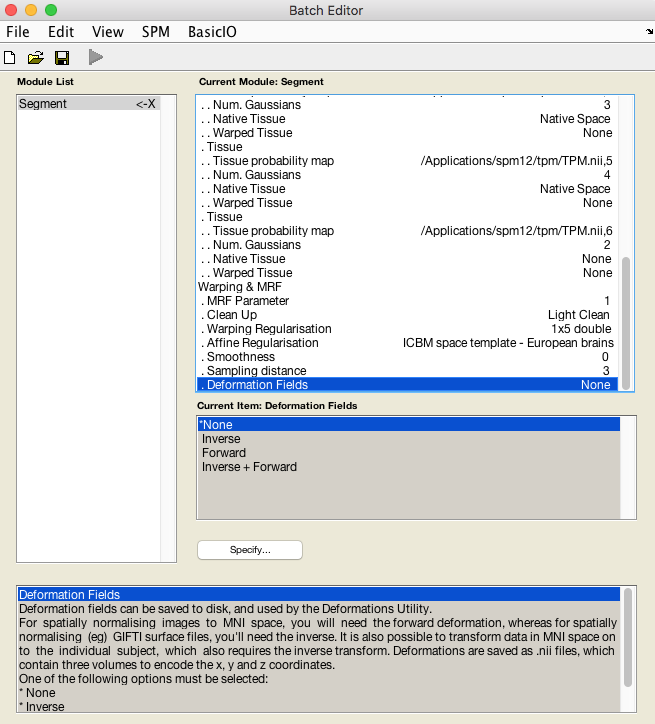 Batch Editor
File Edit View SPM BasicIO
Module List
Current Module: Segment
Segment <-X
. . Num. Gaussians 3
. . Native Tissue Native Space
. . Warped Tissue None
. Tissue
. . Tissue probability map /Applications/spm12/tpm/TPM.nii,5
. . Num. Gaussians 4
. . Native Tissue Native Space
. . Warped Tissue None
. Tissue
. . Tissue probability map /Applications/spm12/tpm/TPM.nii,6
. . Num. Gaussians 2
. . Native Tissue None
. . Warped Tissue None
Warping & MRF
. MRF Parameter 1
. Clean Up Light Clean
. Warping Regularisation 1x5 double
. Affine Regularisation ICBM space template - European brains
. Smoothness 0
. Sampling distance 3
. Deformation Fields None
Current Item: Deformation Fields
*None
Inverse
Forward
Inverse + Forward
Specify...
Deformation Fields
Deformation fields can be saved to disk, and used by the Deformations Utility.
For spatially normalising images to MNI space, you will need the forward deformation, whereas for spatially
normalising (eg) GIFTI surface files, you'll need the inverse. It is also possible to transform data in MNI space on
to the individual subject, which also requires the inverse transform. Deformations are saved as .nii files, which
contain three volumes to encode the x, y and z coordinates.
One of the following options must be selected:
* None
* Inverse